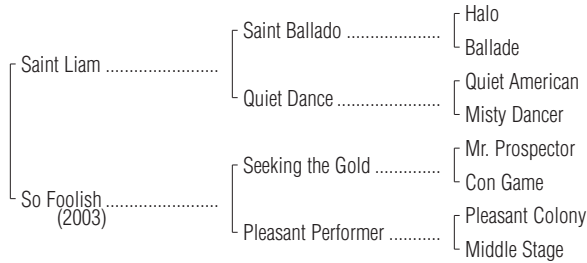 Halo
Saint Ballado ...................
Ballade
Saint Liam .......................
Quiet American
Quiet Dance .....................
Misty Dancer
Mr. Prospector
Seeking the Gold .............
Con Game
So Foolish .......................
(2003)
Pleasant Colony
Pleasant Performer ..........
Middle Stage